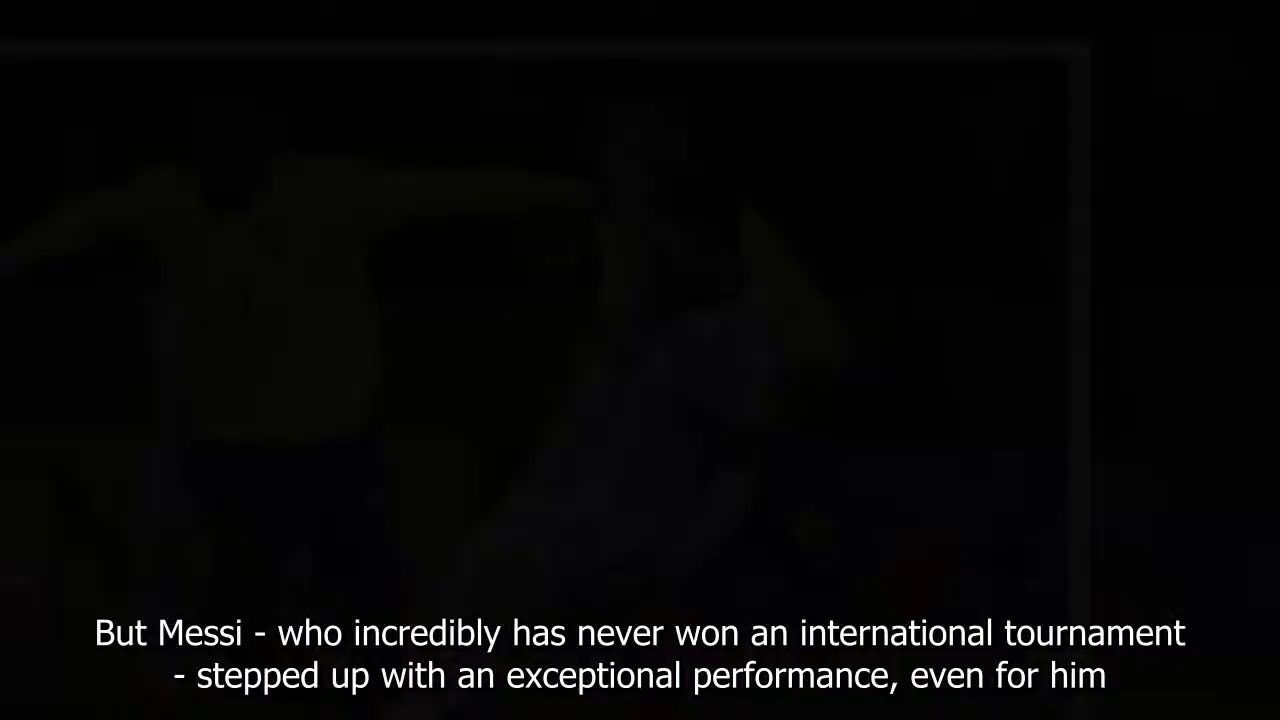 But Messi - who incredibly has never won an international tournament
- stepped up with an exceptional performance, even for him